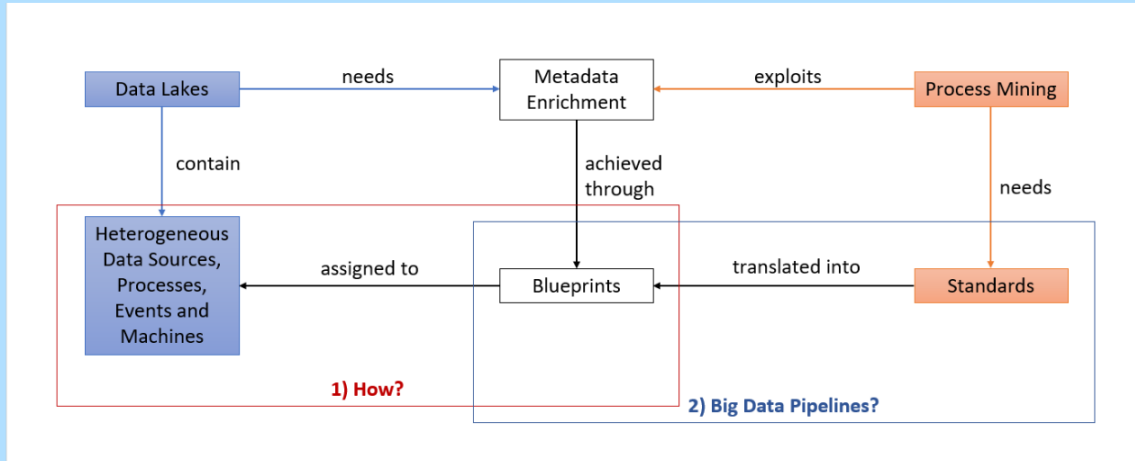 Data Lakes
needs
Metadata
Enrichment
exploits
Process Mining
contain
achieved
through
needs
Heterogeneous
Data Sources,
Processes,
Events and
Machines
assigned to
Blueprints
translated into
Standards
1) How?
2) Big Data Pipelines?